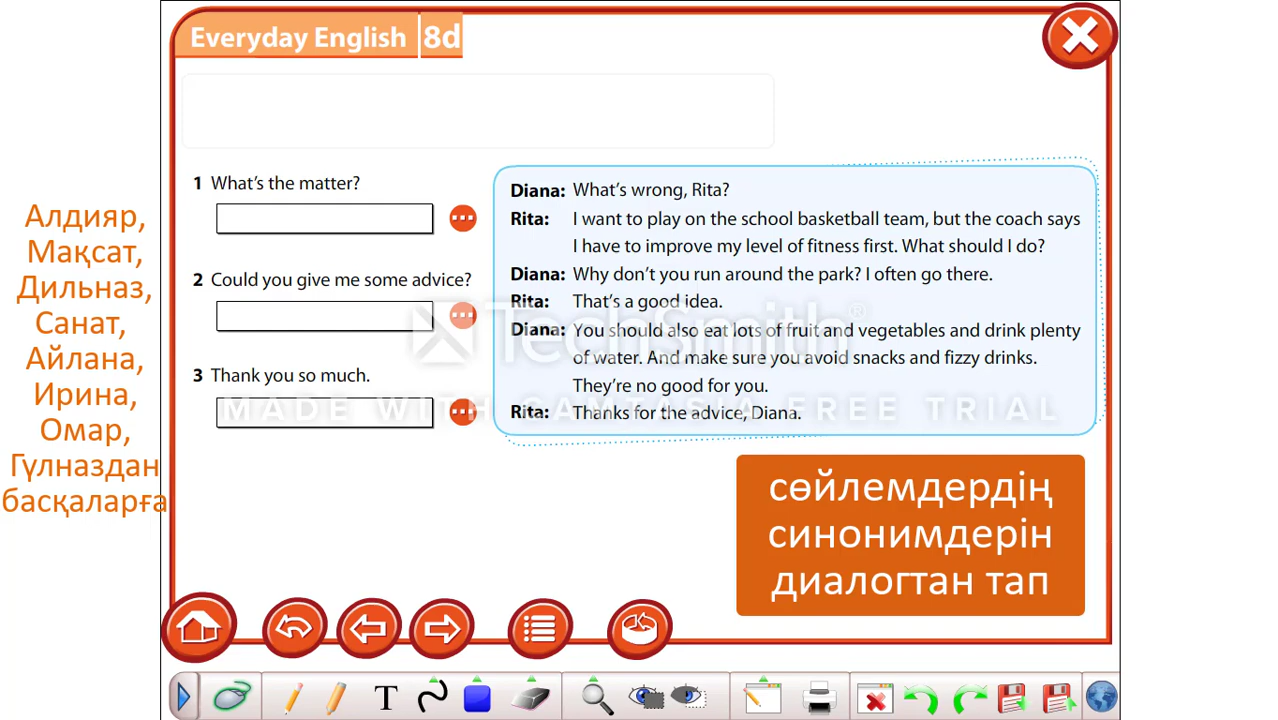 Everyday English 8d
1 What's the matter?
2 Could you give me some advice?
3 Thank you so much.
Алдияр,
Мақсат,
Дильназ,
Санат,
Айлана,
Ирина,
Омар,
Гүлназдан
басқаларға
Diana: What's wrong, Rita?
Rita: I want to play on the school basketball team, but the coach says
I have to improve my level of fitness first. What should I do?
Diana: Why don't you run around the park? I often go there.
Rita: That's a good idea.
Diana: You should also eat lots of fruit and vegetables and drink plenty
of water. And make sure you avoid snacks and fizzy drinks.
They're no good for you.
Rita: Thanks for the advice, Diana.
TechSmith®
MADE WITH CAMTASIA FREE TRIAL
сөйлемдердің
синонимдерін
диалогтан тап
T